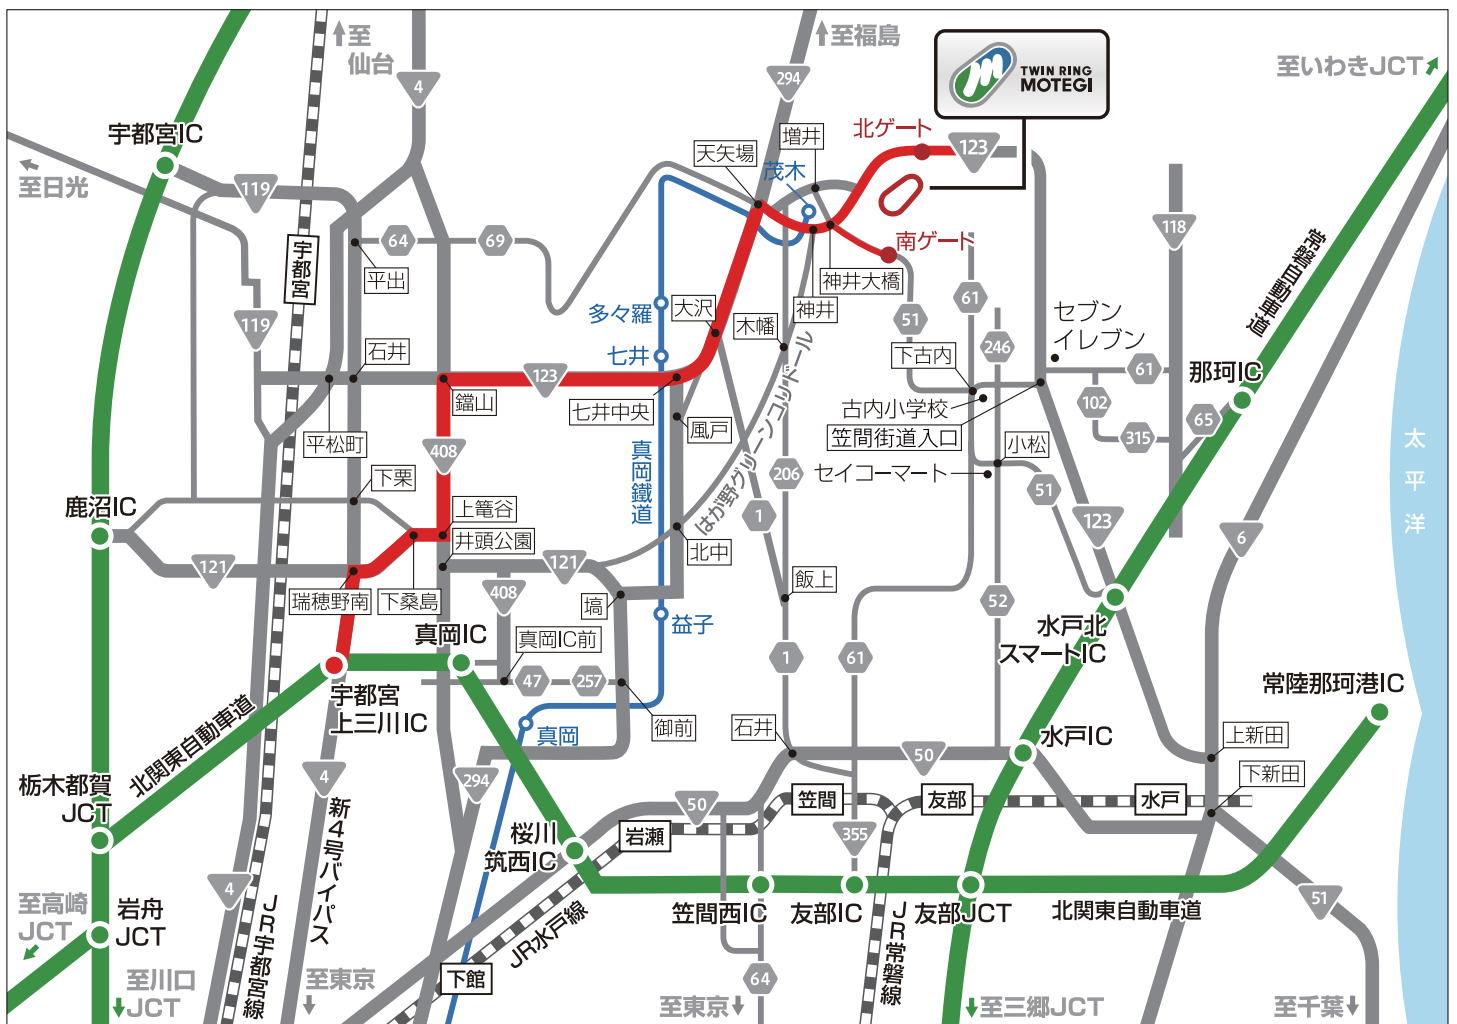 至
仙台
4
至福島
294
TWIN RING
MOTEGI
至いわきJCT
宇都宮IC
至日光
119
宇都宮
天矢場
増井
茂木
北ゲート
123
118
64
69
平出
119
石井
多々羅
七井
大沢
木幡
神井
神井大橋
南ゲート
51
61
246
下古内
セブン
イレブン
常磐自動車道
那珂IC
61
102
315
65
鐺山
123
七井中央
風戸
はが野グリーンコリドール
古内小学校
笠間街道入口
小松
セイコーマート
51
123
6
太平洋
平松町
408
真岡鐵道
206
1
下栗
鹿沼IC
上篭谷
井頭公園
北中
121
121
瑞穂野南
下桑島
408
塙
飯上
52
益子
真岡IC
真岡IC前
水戸北
スマートIC
47
257
1
61
宇都宮
上三川IC
北関東自動車道
御前
真岡
石井
50
水戸IC
常陸那珂港IC
上新田
下新田
栃木都賀
JCT
4
新4号バイパス
294
50
笠間
友部
水戸
桜川
筑西IC
岩瀬
355
4
JR宇都宮線
至高崎
JCT
岩舟
JCT
笠間西IC
友部IC
友部JCT
北関東自動車道
51
JR水戸線
JR常磐線
至川口
JCT
至東京
下館
64
至東京
至三郷JCT
至千葉